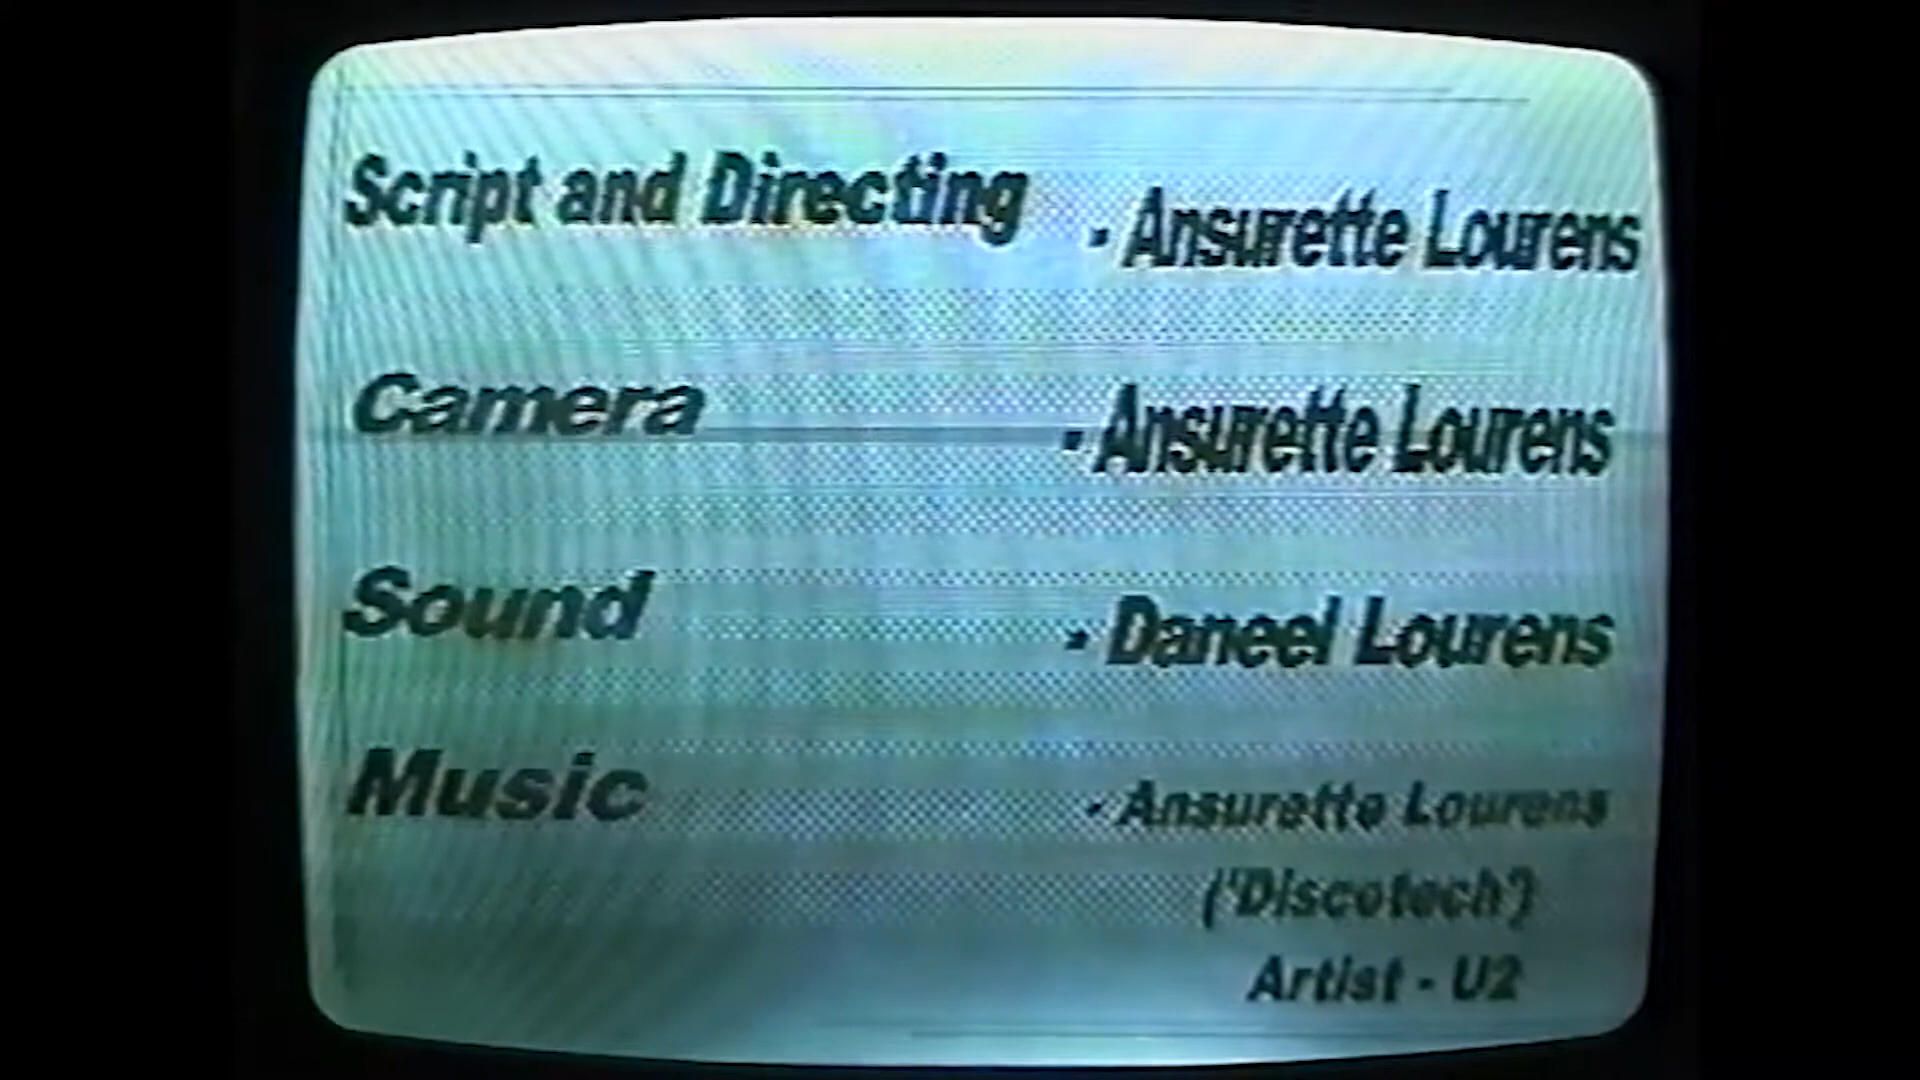 Script and Directing - Ansurette Lourens
Camera - Ansurette Lourens
Sound - Daneel Lourens
Music - Ansurette Lourens
('Discotech')
Artist - U2